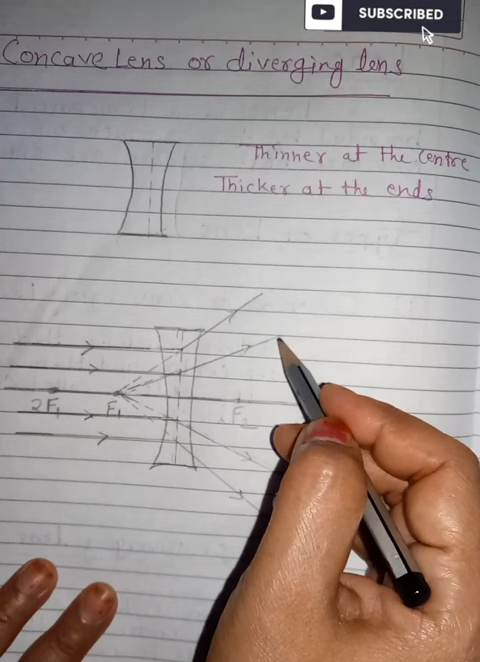 SUBSCRIBED
Concave Lens or diverging lens
Thinner at the centre
Thicker at the ends
2F₁ F₁ F₂